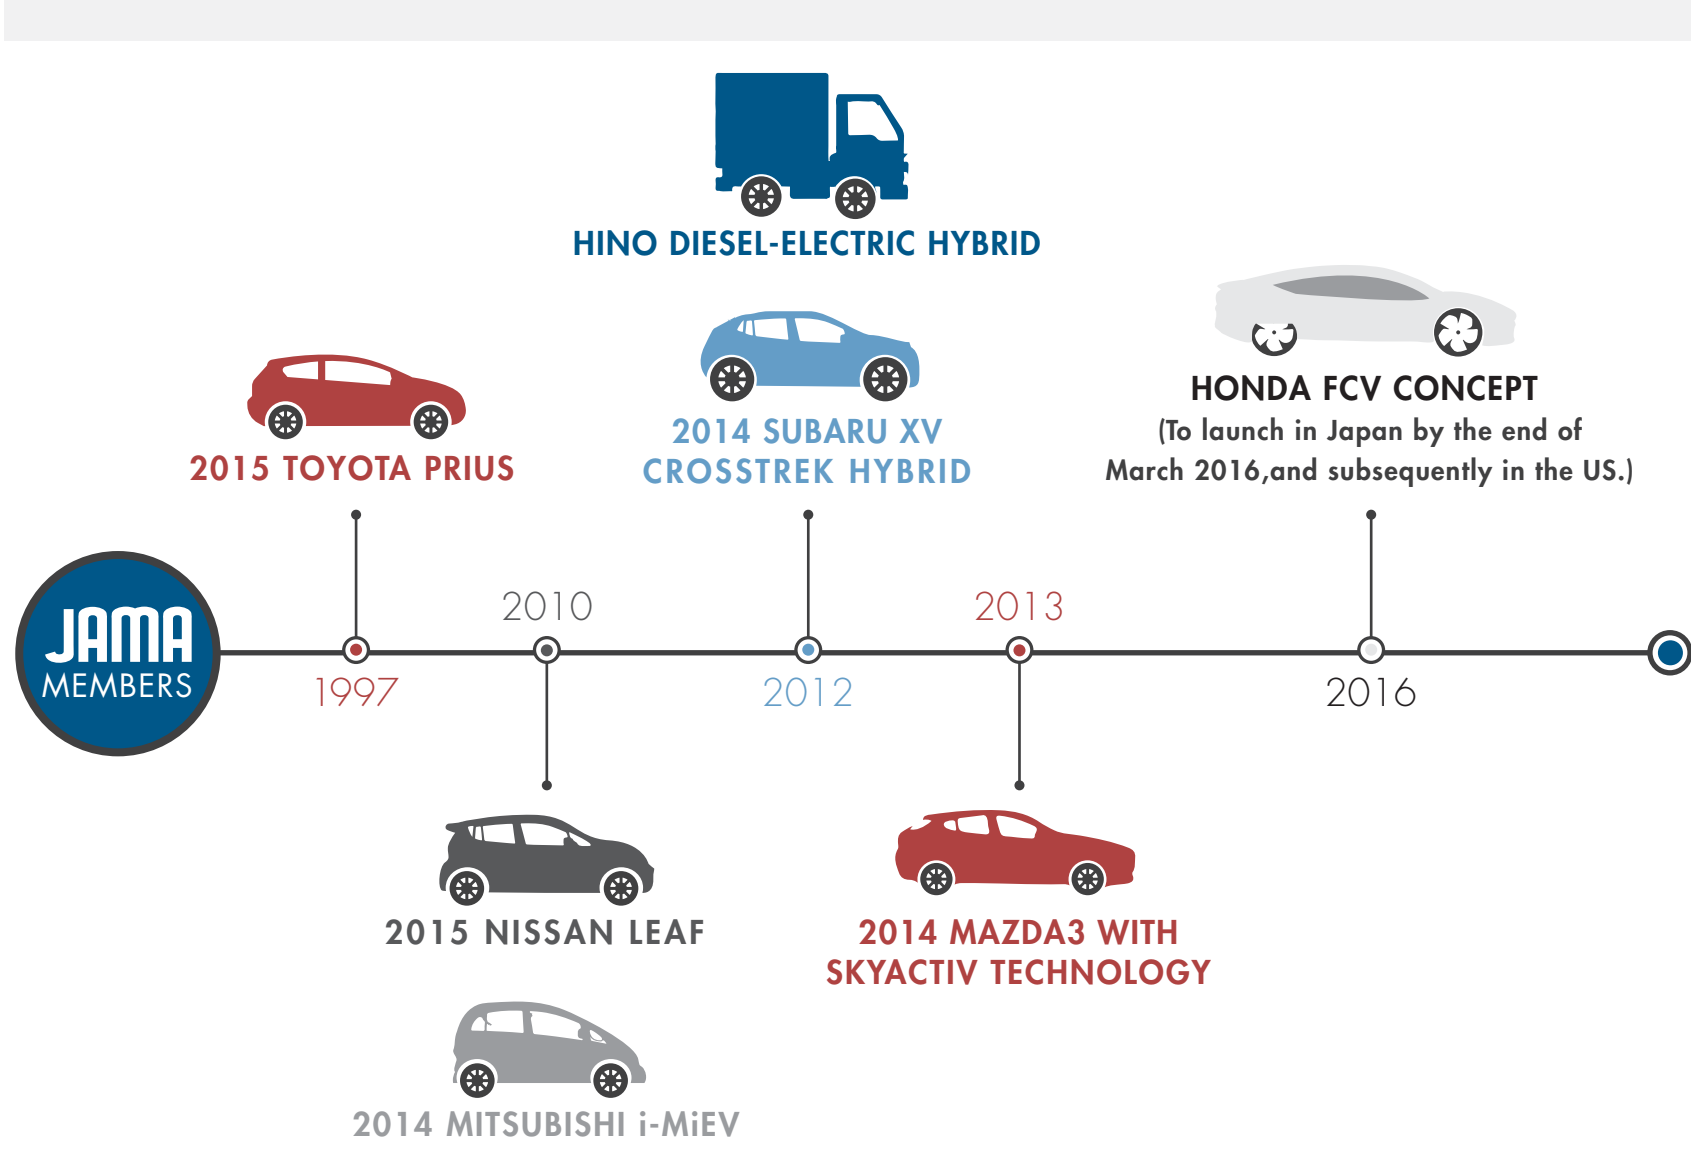 HINO DIESEL-ELECTRIC HYBRID
2014 SUBARU XV
CROSSTREK HYBRID
HONDA FCV CONCEPT
(To launch in Japan by the end of
March 2016,and subsequently in the US.)
2015 TOYOTA PRIUS
JAMA
MEMBERS
1997
2010
2012
2013
2016
2015 NISSAN LEAF
2014 MAZDA3 WITH
SKYACTIV TECHNOLOGY
2014 MITSUBISHI i-MiEV